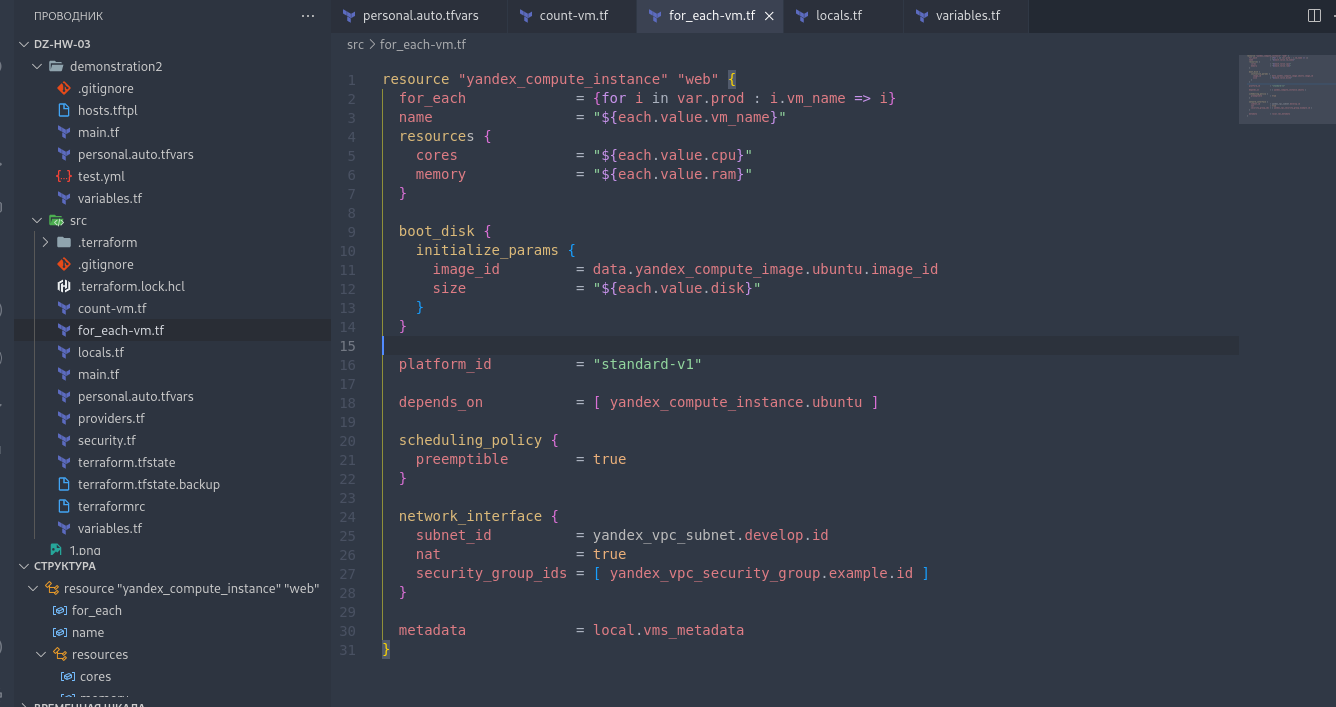 ПРОВОДНИК ···
DZ-HW-03
demonstration2
.gitignore
hosts.tftpl
main.tf
personal.auto.tfvars
test.yml
variables.tf
src
.terraform
.gitignore
.terraform.lock.hcl
count-vm.tf
for_each-vm.tf
locals.tf
main.tf
personal.auto.tfvars
providers.tf
security.tf
terraform.tfstate
terraform.tfstate.backup
terraformrc
variables.tf
1.png
СТРУКТУРА
resource "yandex_compute_instance" "web"
for_each
name
resources
cores
memory
ВРЕМЕННАЯ ШКАЛА
personal.auto.tfvars count-vm.tf for_each-vm.tf locals.tf variables.tf
src > for_each-vm.tf
1 resource "yandex_compute_instance" "web" {
2   for_each             = {for i in var.prod : i.vm_name => i}
3   name                 = "${each.value.vm_name}"
4   resources {
5     cores              = "${each.value.cpu}"
6     memory             = "${each.value.ram}"
7   }
8
9   boot_disk {
10     initialize_params {
11       image_id         = data.yandex_compute_image.ubuntu.image_id
12       size             = "${each.value.disk}"
13     }
14   }
15
16   platform_id          = "standard-v1"
17
18   depends_on           = [ yandex_compute_instance.ubuntu ]
19
20   scheduling_policy {
21     preemptible        = true
22   }
23
24   network_interface {
25     subnet_id          = yandex_vpc_subnet.develop.id
26     nat                = true
27     security_group_ids = [ yandex_vpc_security_group.example.id ]
28   }
29
30   metadata             = local.vms_metadata
31 }